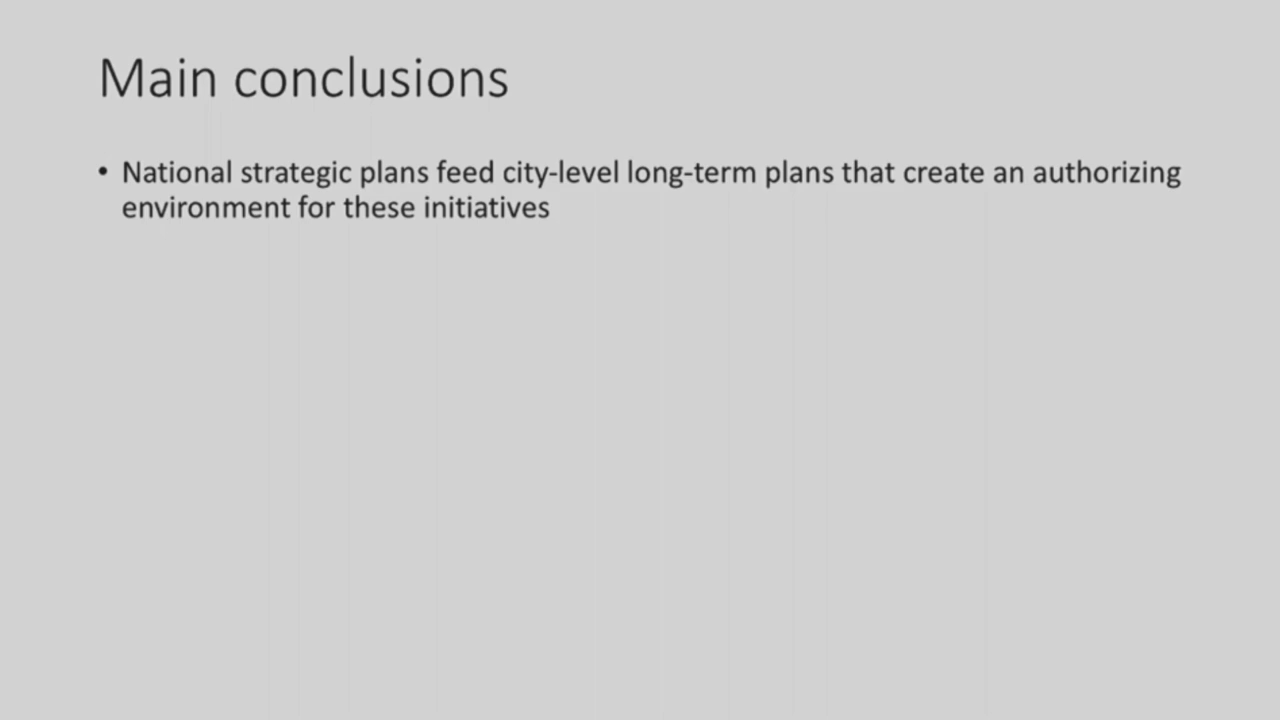 Main conclusions
• National strategic plans feed city-level long-term plans that create an authorizing
environment for these initiatives